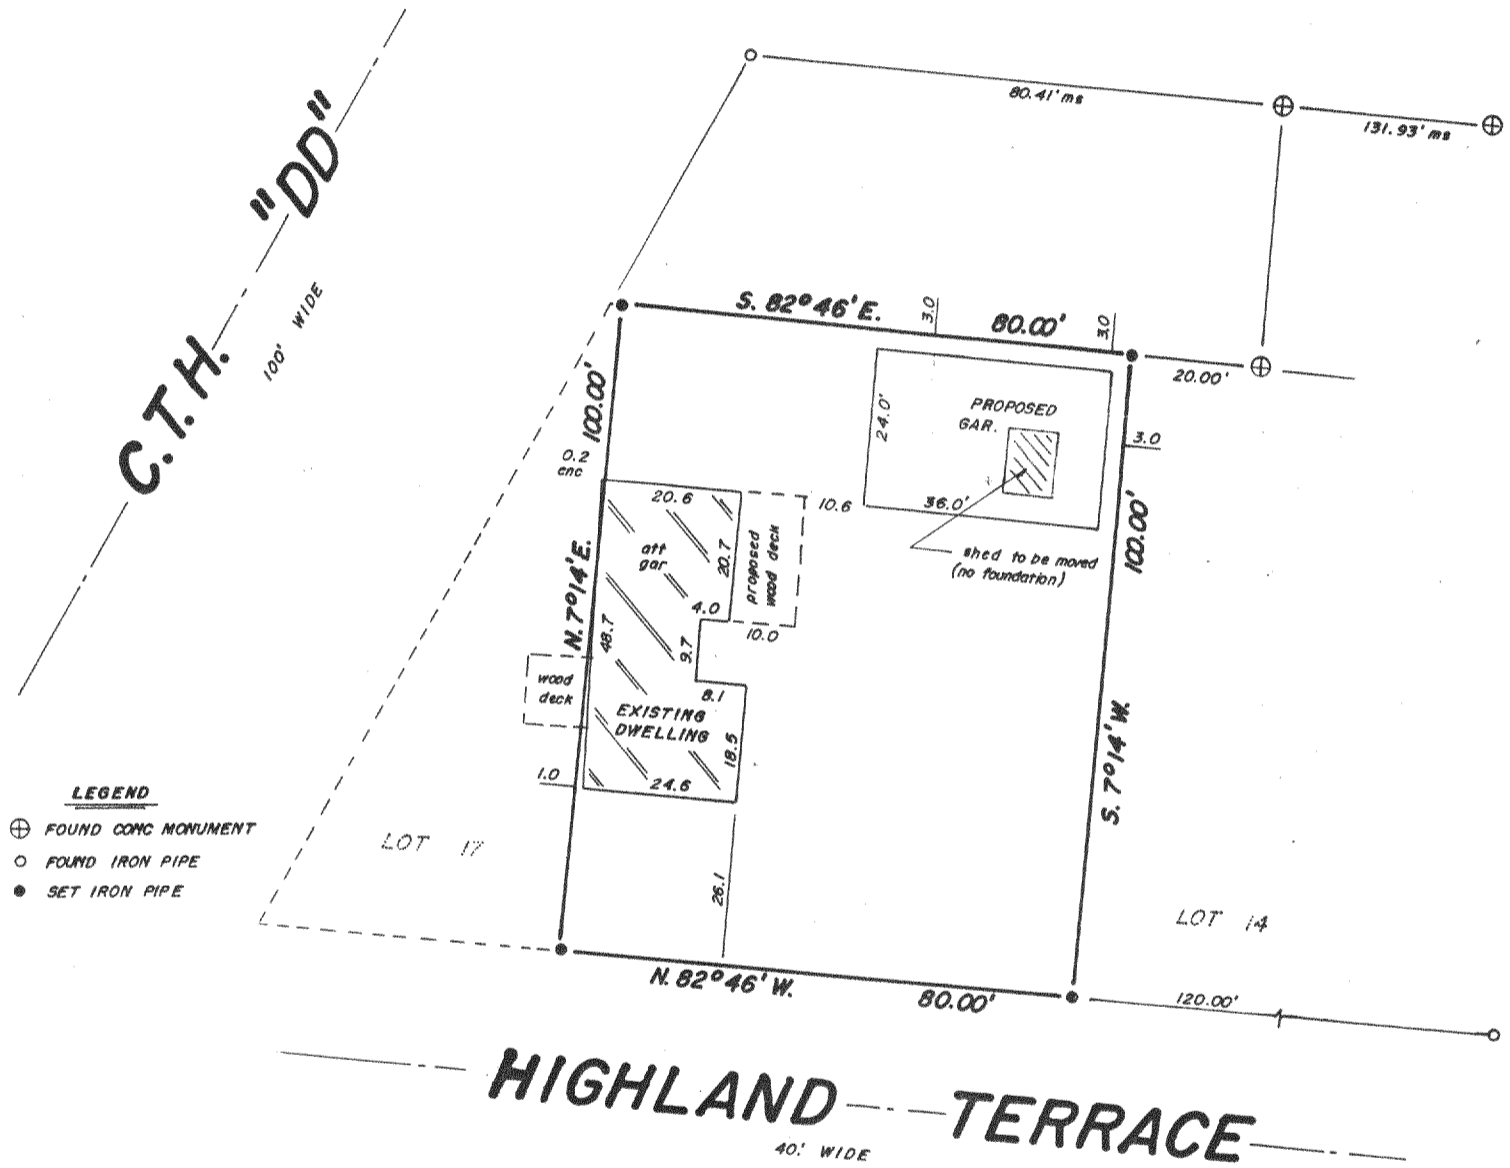 80.41' ms
131.93' ms
C.T.H. "DD"
100' WIDE
S. 82° 46' E.
80.00'
3.0
3.0
20.00'
100.00'
PROPOSED
GAR.
24.0'
36.0'
3.0
0.2
enc
20.6
10.6
att
gar
20.7
proposed
wood deck
shed to be moved
(no foundation)
100.00'
N. 7° 14' E.
48.7
4.0
10.0
9.7
wood
deck
8.1
EXISTING
DWELLING
18.5
S. 7° 14' W.
1.0
24.6
LEGEND
FOUND CONC MONUMENT
FOUND IRON PIPE
SET IRON PIPE
LOT 17
26.1
LOT 14
N. 82° 46' W.
80.00'
120.00'
HIGHLAND TERRACE
40.' WIDE